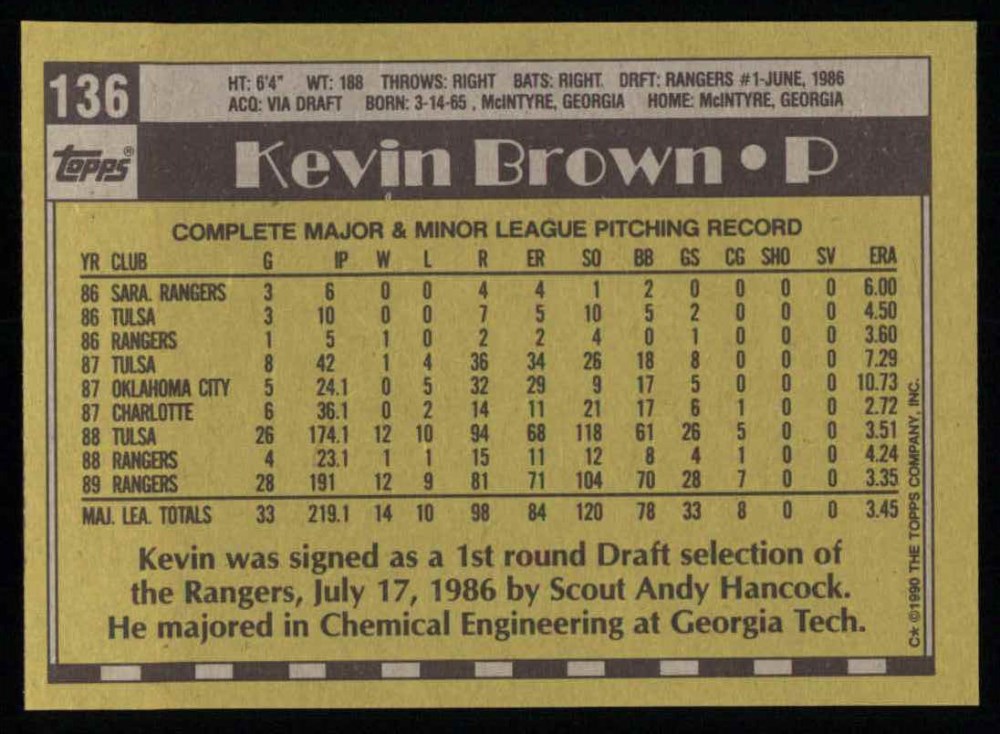 136
HT: 6'4" WT: 188 THROWS: RIGHT BATS: RIGHT. DRFT: RANGERS #1-JUNE, 1986
ACQ: VIA DRAFT BORN: 3-14-65 , McINTYRE, GEORGIA HOME: McINTYRE, GEORGIA
topps®
Kevin Brown • P
COMPLETE MAJOR & MINOR LEAGUE PITCHING RECORD
YR CLUB G IP W L R ER SO BB GS CG SHO SV ERA
86 SARA. RANGERS 3 6 0 0 4 4 1 2 0 0 0 0 6.00
86 TULSA 3 10 0 0 7 5 10 5 2 0 0 0 4.50
86 RANGERS 1 5 1 0 2 2 4 0 1 0 0 0 3.60
87 TULSA 8 42 1 4 36 34 26 18 8 0 0 0 7.29
87 OKLAHOMA CITY 5 24.1 0 5 32 29 9 17 5 0 0 0 10.73
87 CHARLOTTE 6 36.1 0 2 14 11 21 17 6 1 0 0 2.72
88 TULSA 26 174.1 12 10 94 68 118 61 26 5 0 0 3.51
88 RANGERS 4 23.1 1 1 15 11 12 8 4 1 0 0 4.24
89 RANGERS 28 191 12 9 81 71 104 70 28 7 0 0 3.35
MAJ. LEA. TOTALS 33 219.1 14 10 98 84 120 78 33 8 0 0 3.45
Kevin was signed as a 1st round Draft selection of
the Rangers, July 17, 1986 by Scout Andy Hancock.
He majored in Chemical Engineering at Georgia Tech.
C* ©1990 THE TOPPS COMPANY, INC.